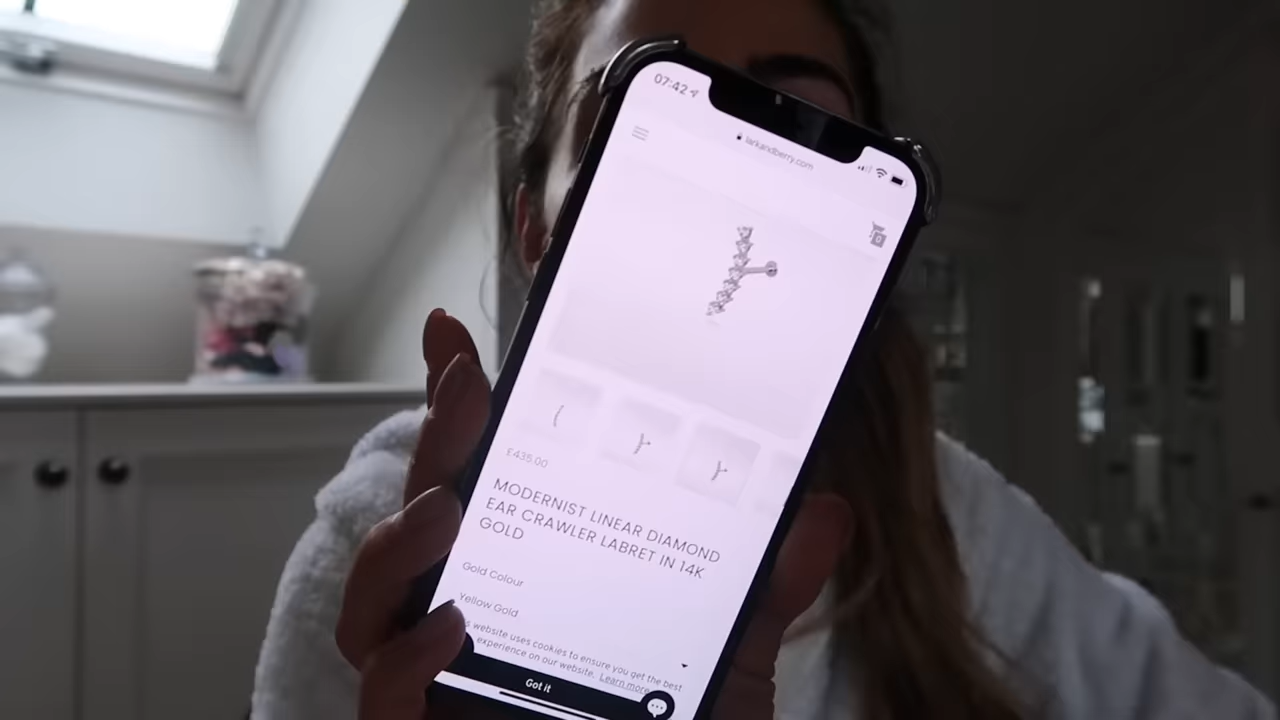 07:42
larkandberry.com
0
£435.00
MODERNIST LINEAR DIAMOND
EAR CRAWLER LABRET IN 14K
GOLD
Gold Colour
Yellow Gold
website uses cookies to ensure you get the best
experience on our website. Learn more
Got it